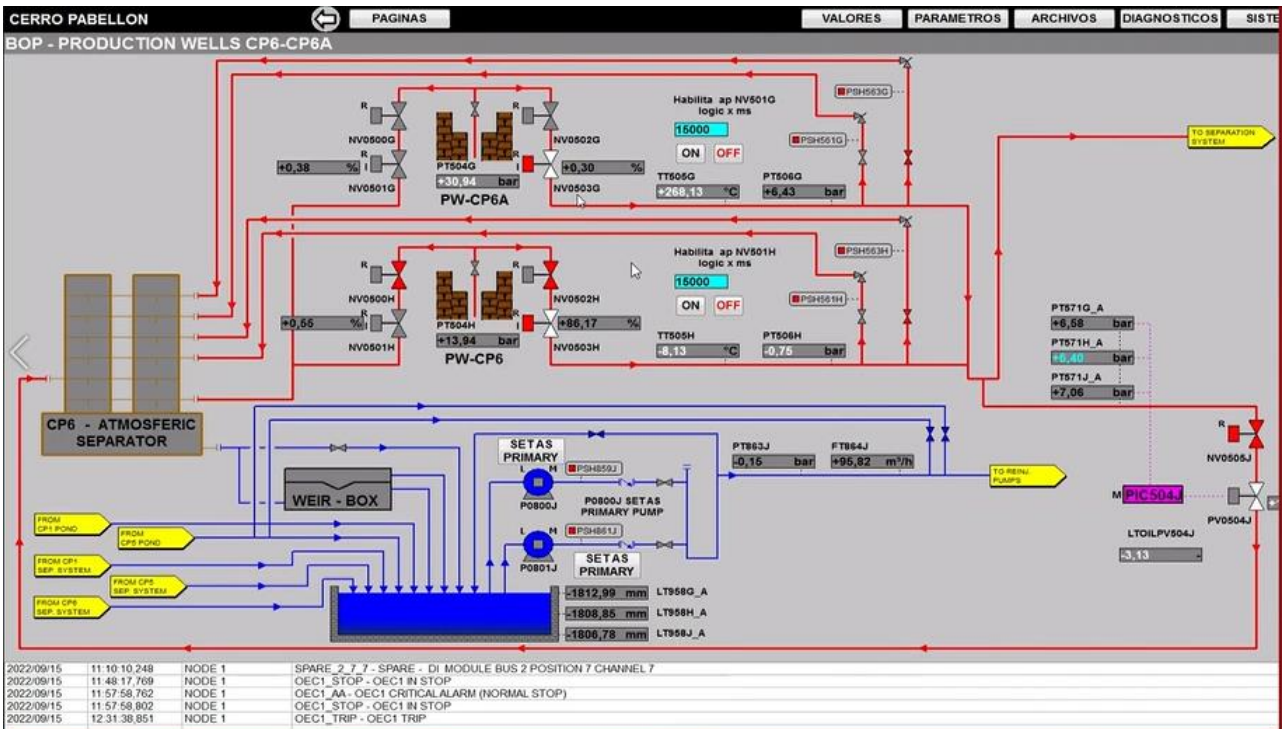 CERRO PABELLON
PAGINAS
VALORES
PARAMETROS
ARCHIVOS
DIAGNOSTICOS
SISTE
BOP - PRODUCTION WELLS CP6-CP6A
R
NV0500G
+0,38 %
I
NV0501G
PT504G
+30,94 bar
PW-CP6A
R
NV0502G
R
I
+0,30 %
NV0503G
Habilita ap NV501G
logic x ms
15000
ON OFF
PSH563G
PSH561G
TT505G
+268,13 °C
PT506G
+6,43 bar
TO SEPARATION
SYSTEM
R
NV0500H
+0,55 %
R
I
NV0501H
PT504H
+13,94 bar
PW-CP6
R
NV0502H
R
I
+86,17 %
NV0503H
Habilita ap NV501H
logic x ms
15000
ON OFF
PSH563H
PSH561H
TT505H
-8,13 °C
PT506H
-0,75 bar
PT571G_A
+6,58 bar
PT571H_A
+6,40 bar
PT571J_A
+7,06 bar
R
NV0505J
M PIC504J
PV0504J
LTOILPV504J
-3,13 -
CP6 - ATMOSFERIC
SEPARATOR
WEIR - BOX
SETAS
PRIMARY
L M
PSH859J
P0800J
P0800J SETAS
PRIMARY PUMP
L M
PSH861J
P0801J
SETAS
PRIMARY
PT863J
-0,15 bar
FT864J
+95,82 m³/h
TO REINJ.
PUMPS
FROM
CP1 POND
FROM
CP5 POND
FROM CP1
SEP. SYSTEM
FROM CP5
SEP. SYSTEM
FROM CP6
SEP. SYSTEM
-1812,99 mm LT958G_A
-1808,85 mm LT958H_A
-1806,78 mm LT958J_A
2022/09/15 11:10:10,248 NODE 1 SPARE_2_7_7 - SPARE - DI MODULE BUS 2 POSITION 7 CHANNEL 7
2022/09/15 11:48:17,769 NODE 1 OEC1_STOP - OEC1 IN STOP
2022/09/15 11:57:58,762 NODE 1 OEC1_AA - OEC1 CRITICAL ALARM (NORMAL STOP)
2022/09/15 11:57:58,802 NODE 1 OEC1_STOP - OEC1 IN STOP
2022/09/15 12:31:38,851 NODE 1 OEC1_TRIP - OEC1 TRIP